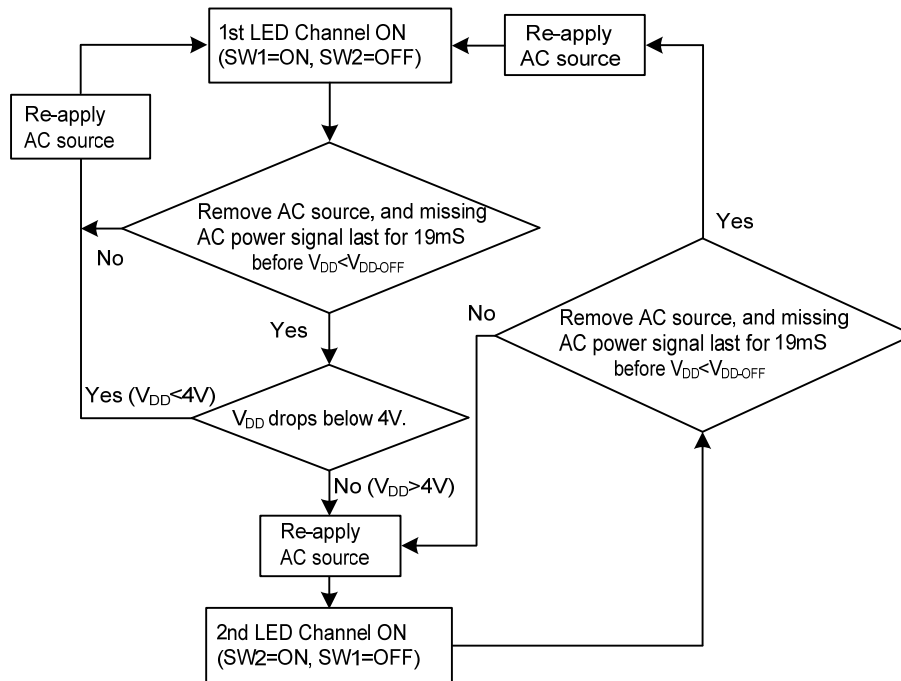 1st LED Channel ON
(SW1=ON, SW2=OFF)
Re-apply
AC source
Re-apply
AC source
Remove AC source, and missing
AC power signal last for 19mS
before VDD<VDD-OFF
No
Yes
Yes
No
Remove AC source, and missing
AC power signal last for 19mS
before VDD<VDD-OFF
Yes (VDD<4V)
VDD drops below 4V.
No (VDD>4V)
Re-apply
AC source
2nd LED Channel ON
(SW2=ON, SW1=OFF)